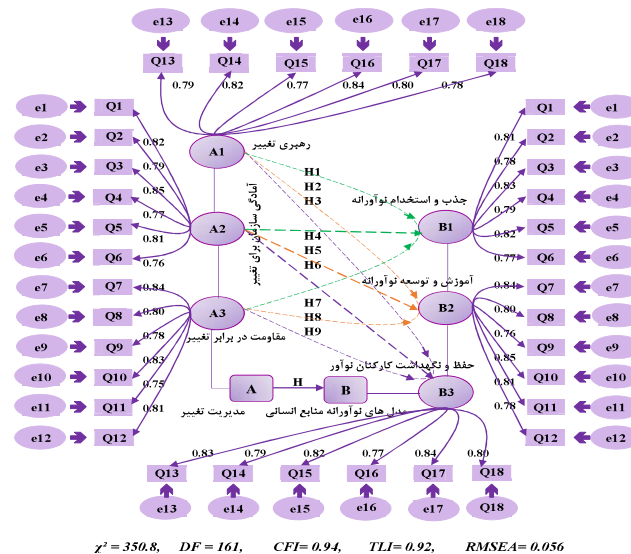 e13 e14 e15 e16 e17 e18
Q13 Q14 Q15 Q16 Q17 Q18
0.79 0.82 0.77 0.84 0.80 0.78
e1 Q1 Q1 e1
e2 Q2 0.82 0.81 Q2 e2
e3 Q3 0.79 0.78 Q3 e3
e4 Q4 0.85 0.83 Q4 e4
e5 Q5 0.77 0.79 Q5 e5
e6 Q6 0.81 0.82 Q6 e6
0.76 0.77
A1 رهبری تغییر
H1
H2
H3
جذب و استخدام نوآورانه
A2 آمادگی سازمان برای تغییر B1
H4
H5
H6
آموزش و توسعه نوآورانه
e7 Q7 0.84 0.84 Q7 e7
e8 Q8 0.80 0.80 Q8 e8
e9 Q9 0.78 0.76 Q9 e9
e10 Q10 0.83 0.85 Q10 e10
e11 Q11 0.75 0.81 Q11 e11
e12 Q12 0.81 0.78 Q12 e12
A3 B2
H7
H8
H9
مقاومت در برابر تغییر
حفظ و نگهداشت کارکنان نوآور
A H B B3
مدیریت تغییر مدل های نوآورانه منابع انسانی
0.83 0.79 0.82 0.77 0.84 0.80
Q13 Q14 Q15 Q16 Q17 Q18
e13 e14 e15 e16 e17 Q18
χ² = 350.8, DF = 161, CFI= 0.94, TLI= 0.92, RMSEA= 0.056